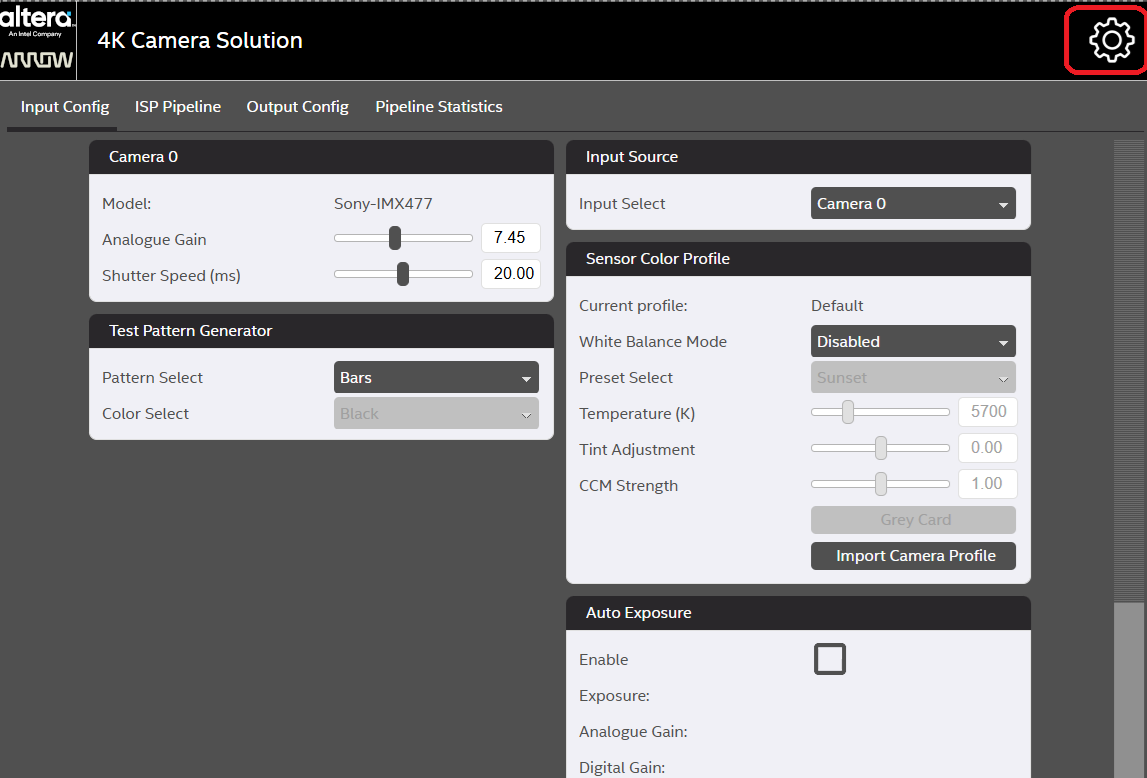 altera.
An Intel Company
ARROW
4K Camera Solution
Input Config
ISP Pipeline
Output Config
Pipeline Statistics
Camera 0
Model:
Sony-IMX477
Analogue Gain
7.45
Shutter Speed (ms)
20.00
Test Pattern Generator
Pattern Select
Bars
Color Select
Black
Input Source
Input Select
Camera 0
Sensor Color Profile
Current profile:
Default
White Balance Mode
Disabled
Preset Select
Sunset
Temperature (K)
5700
Tint Adjustment
0.00
CCM Strength
1.00
Grey Card
Import Camera Profile
Auto Exposure
Enable
Exposure:
Analogue Gain:
Digital Gain: